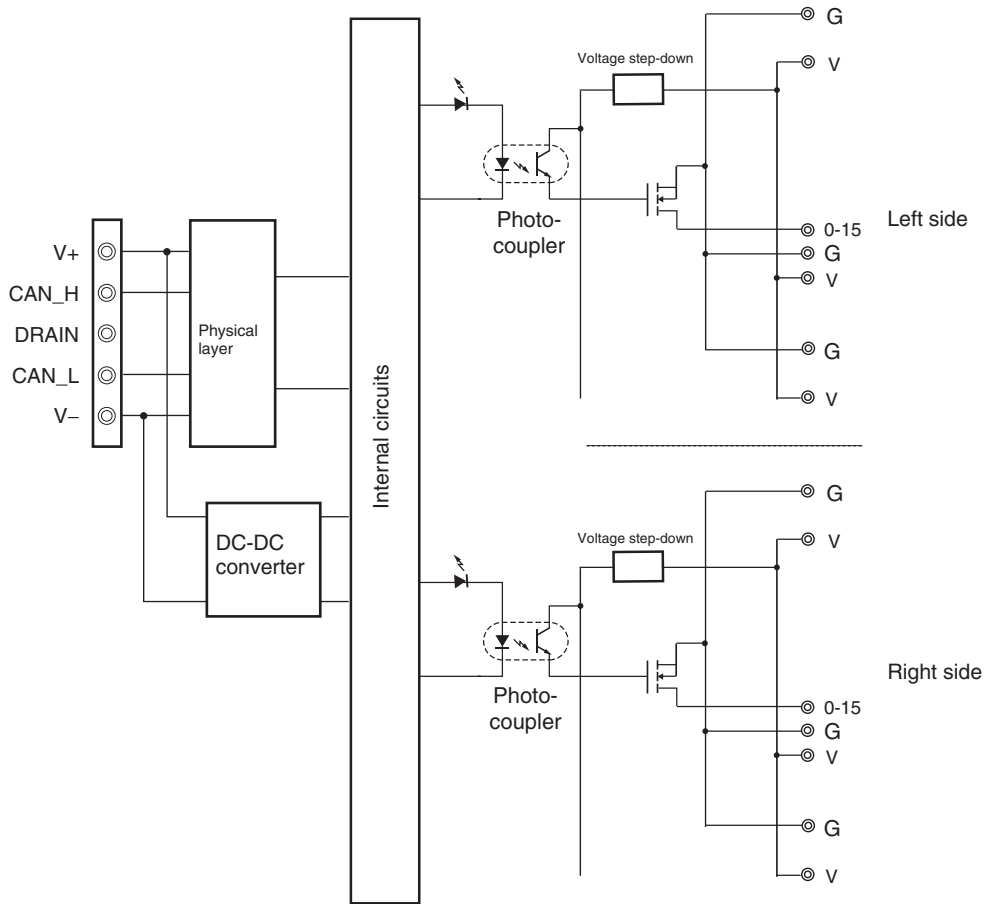 V+
CAN_H
DRAIN
CAN_L
V−
Physical
layer
DC-DC
converter
Internal circuits
Voltage step-down
Photo-
coupler
G
V
0-15
G
V
G
V
Left side
Voltage step-down
Photo-
coupler
G
V
0-15
G
V
G
V
Right side